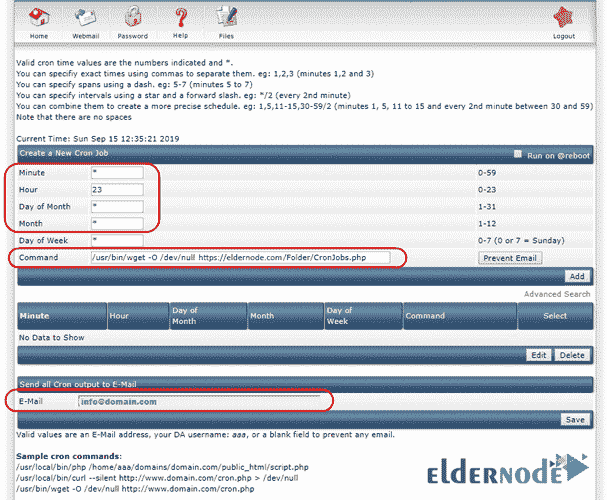 Home Webmail Password Help Files Logout
Valid cron time values are the numbers indicated and *.
You can specifiy exact times using commas to separate them. eg: 1,2,3 (minutes 1,2 and 3)
You can specify spans using a dash. eg: 5-7 (minutes 5 to 7)
You can specify intervals using a star and a forward slash. eg: */2 (every 2nd minute)
You can combine them to create a more precise schedule. eg: 1,5,11-15,30-59/2 (minutes 1, 5, 11 to 15 and every 2nd minute between 30 and 59)
Note that there are no spaces
Current Time: Sun Sep 15 12:35:21 2019
Create a New Cron Job Run on @reboot
Minute * 0-59
Hour 23 0-23
Day of Month * 1-31
Month * 1-12
Day of Week * 0-7 (0 or 7 = Sunday)
Command /usr/bin/wget -O /dev/null https://eldernode.com/Folder/CronJobs.php Prevent Email
Add
Advanced Search
Minute Hour Day of Month Month Day of Week Command Select
No Data to Show
Edit Delete
Send all Cron output to E-Mail
E-Mail info@domain.com
Save
Valid values are an E-Mail address, your DA username: aaa, or a blank field to prevent any email.
Sample cron commands:
/usr/local/bin/php /home/aaa/domains/domain.com/public_html/script.php
/usr/local/bin/curl --silent http://www.domain.com/cron.php > /dev/null
/usr/bin/wget -O /dev/null http://www.domain.com/cron.php
ELDERNODE